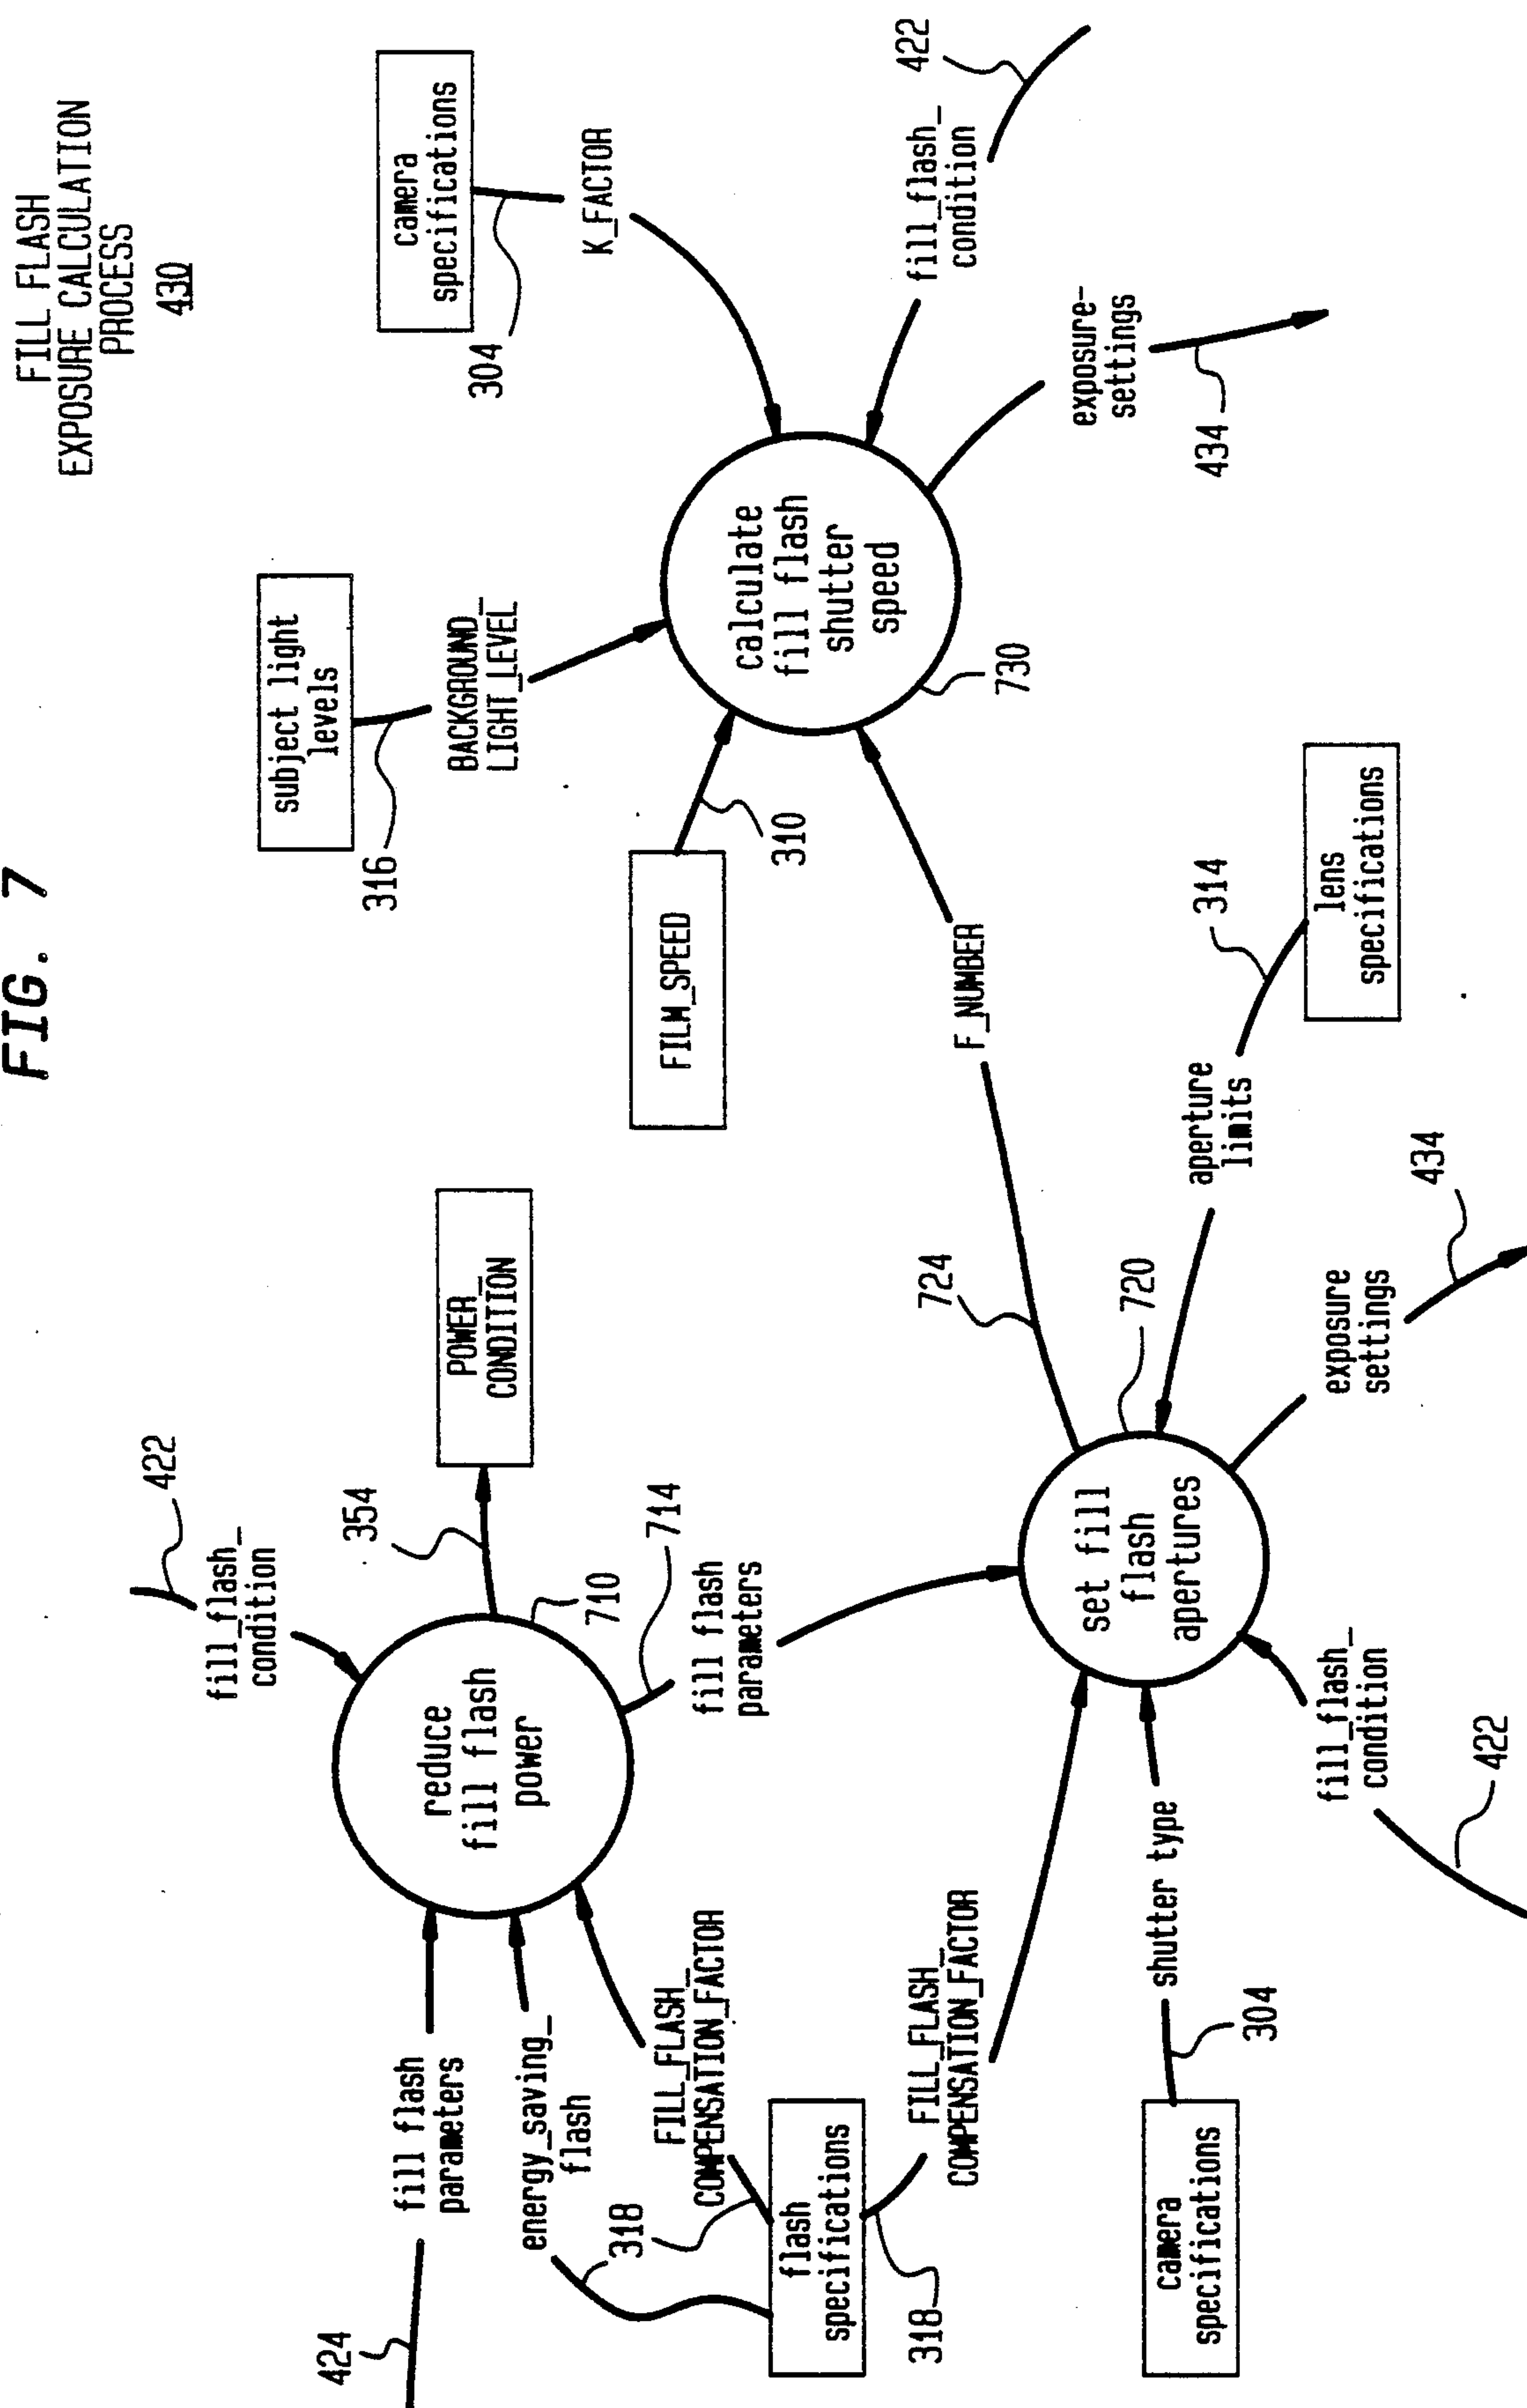 FIG. 7
FILL FLASH
EXPOSURE CALCULATION
PROCESS
430
424
fill flash
parameters
422
fill_flash_
condition
energy_saving_
flash
318
FILL_FLASH_
COMPENSATION_FACTOR
reduce
fill flash
power
710
354
POWER_
CONDITION
714
fill flash
parameters
flash
specifications
318
FILL_FLASH_
COMPENSATION_FACTOR
camera
specifications
304
shutter type
fill_flash_
condition
422
set fill
flash
apertures
720
724
F_NUMBER
aperture
limits
314
lens
specifications
exposure
settings
434
subject light
levels
316
BACKGROUND_
LIGHT_LEVEL
FILM_SPEED
310
camera
specifications
304
K_FACTOR
calculate
fill flash
shutter
speed
730
fill_flash_
condition
422
exposure-
settings
434